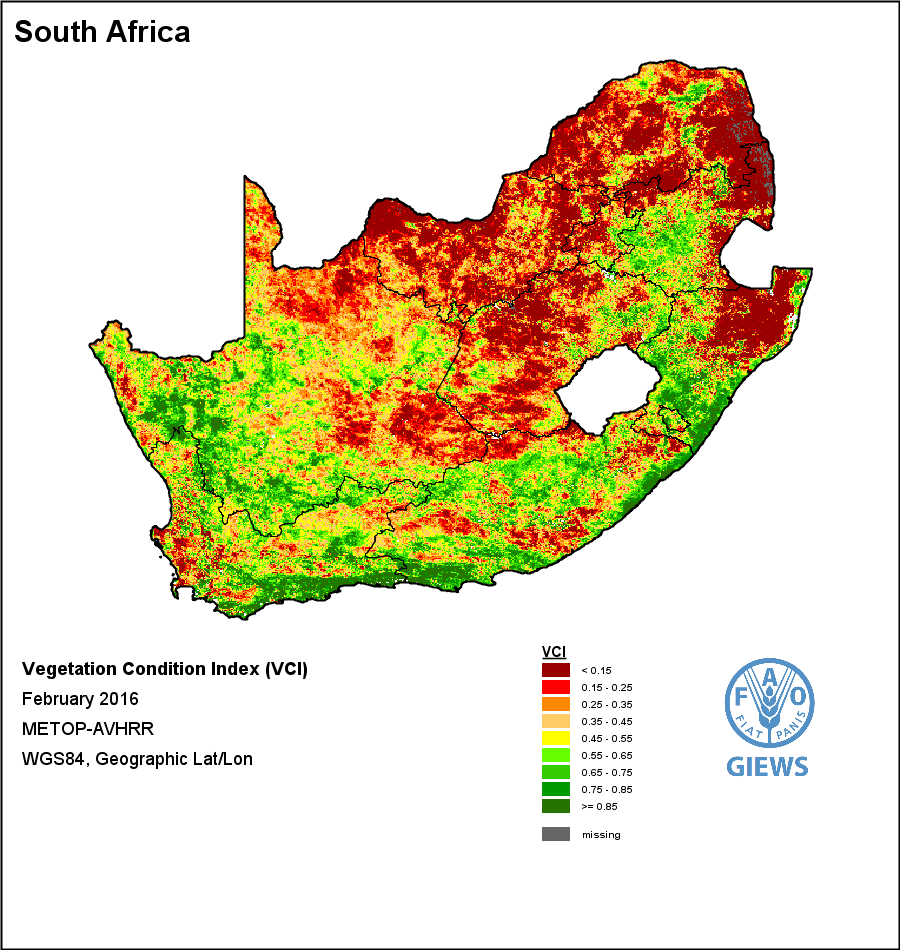 South Africa
Vegetation Condition Index (VCI)
February 2016
METOP-AVHRR
WGS84, Geographic Lat/Lon
VCI
< 0.15
0.15 - 0.25
0.25 - 0.35
0.35 - 0.45
0.45 - 0.55
0.55 - 0.65
0.65 - 0.75
0.75 - 0.85
>= 0.85
missing
F A O
FIAT PANIS
GIEWS